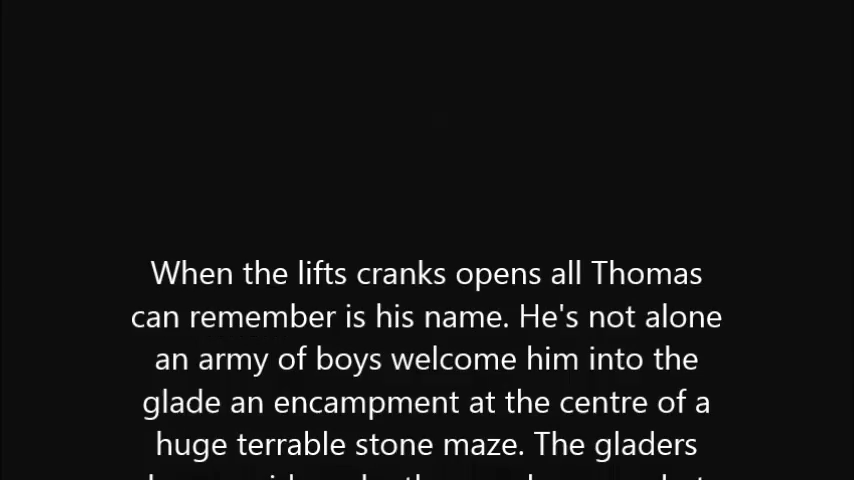 When the lifts cranks opens all Thomas
can remember is his name. He's not alone
an army of boys welcome him into the
glade an encampment at the centre of a
huge terrable stone maze. The gladers